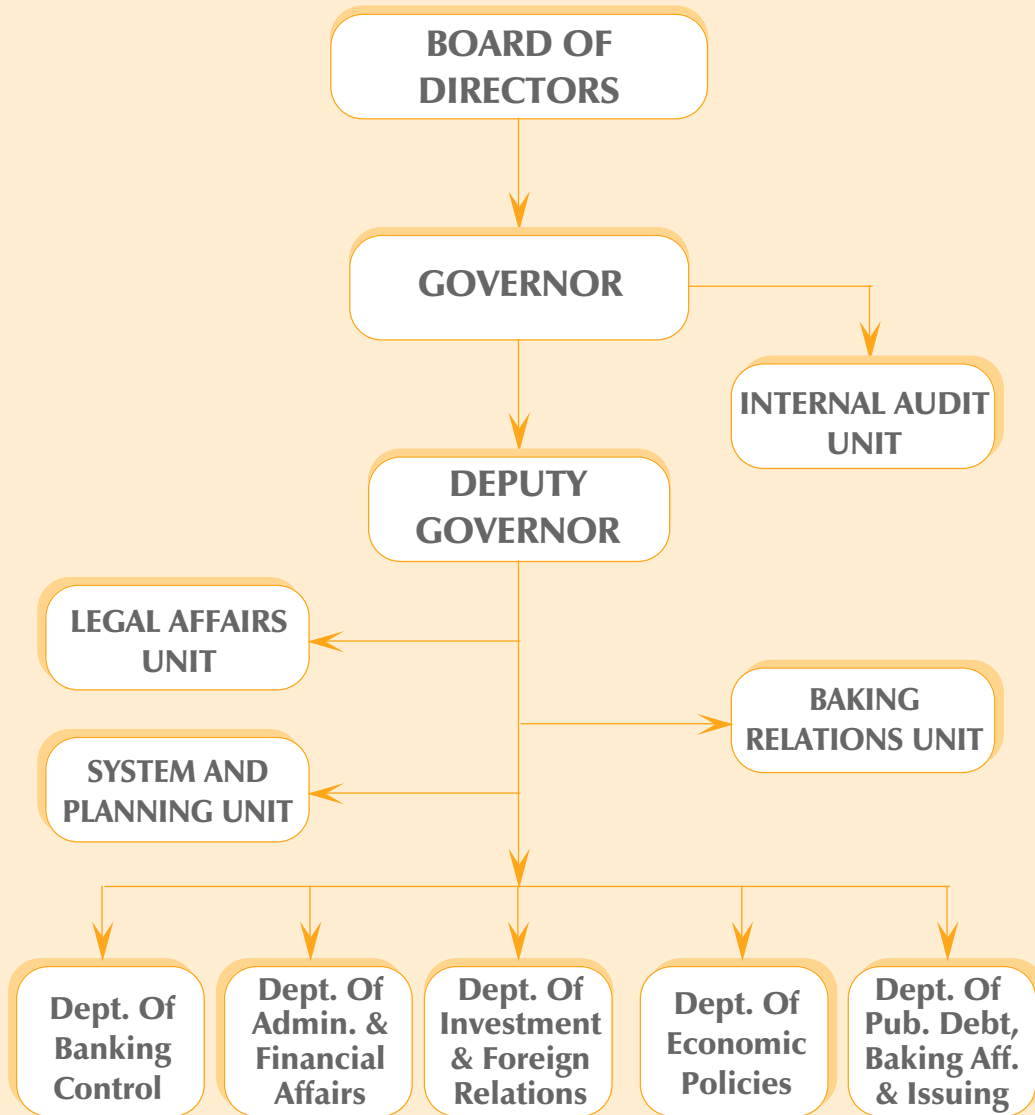 BOARD OF
DIRECTORS
GOVERNOR
INTERNAL AUDIT
UNIT
DEPUTY
GOVERNOR
LEGAL AFFAIRS
UNIT
BAKING
RELATIONS UNIT
SYSTEM AND
PLANNING UNIT
Dept. Of
Banking
Control
Dept. Of
Admin. &
Financial
Affairs
Dept. Of
Investment
& Foreign
Relations
Dept. Of
Economic
Policies
Dept. Of
Pub. Debt,
Baking Aff.
& Issuing